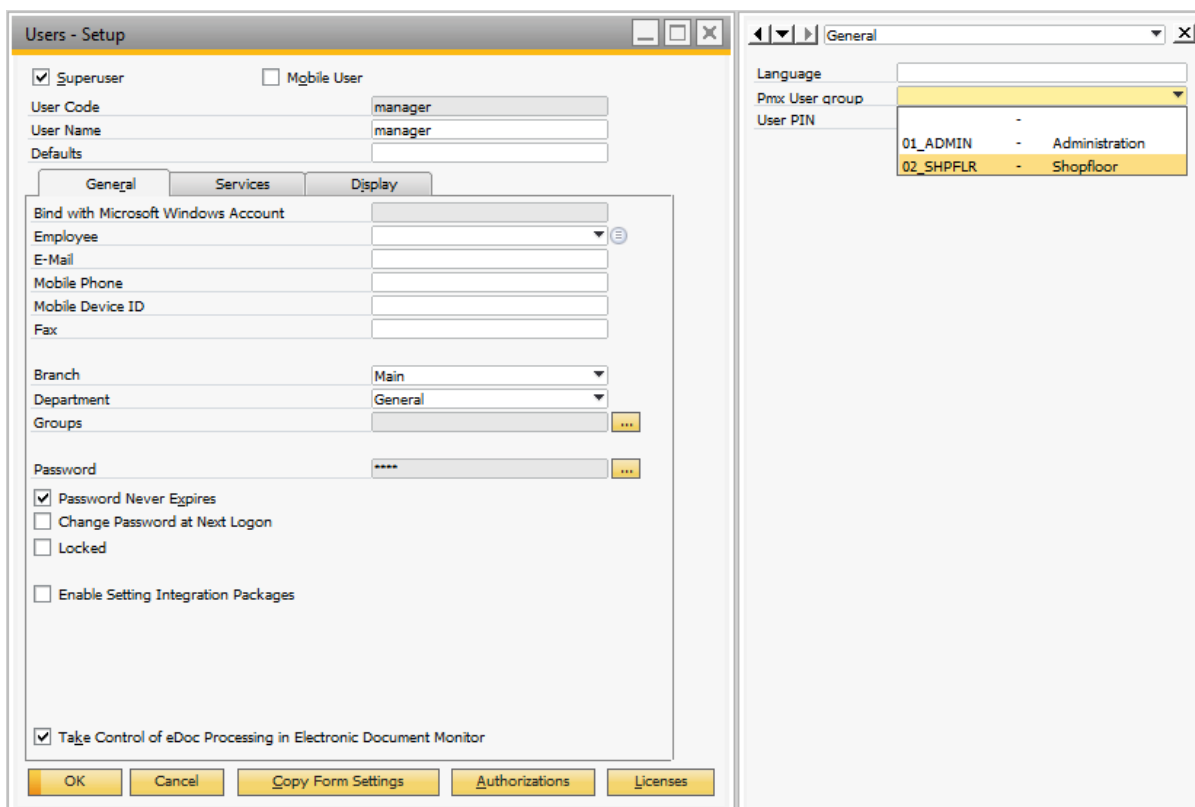 Users - Setup
Superuser
Mobile User
User Code manager
User Name manager
Defaults
General Services Display
Bind with Microsoft Windows Account
Employee
E-Mail
Mobile Phone
Mobile Device ID
Fax
Branch Main
Department General
Groups ...
Password **** ...
Password Never Expires
Change Password at Next Logon
Locked
Enable Setting Integration Packages
Take Control of eDoc Processing in Electronic Document Monitor
OK Cancel Copy Form Settings Authorizations Licenses
General
Language
Pmx User group
User PIN -
01_ADMIN - Administration
02_SHPFLR - Shopfloor